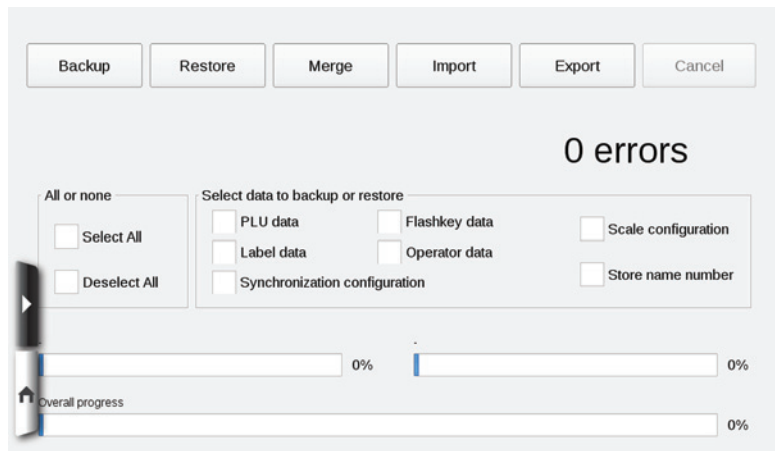 Backup Restore Merge Import Export Cancel
0 errors
All or none
Select All
Deselect All
Select data to backup or restore
PLU data Flashkey data Scale configuration
Label data Operator data
Synchronization configuration Store name number
0% 0%
Overall progress
0%